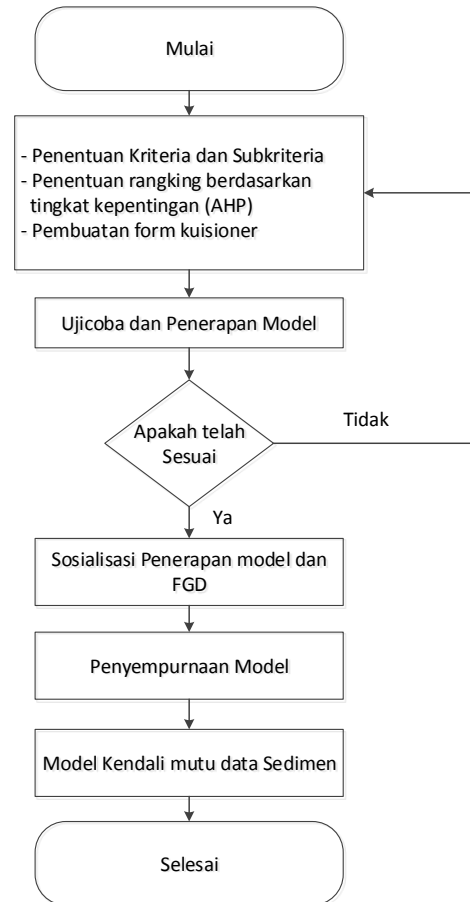 Mulai
- Penentuan Kriteria dan Subkriteria
- Penentuan rangking berdasarkan
tingkat kepentingan (AHP)
- Pembuatan form kuisioner
Ujicoba dan Penerapan Model
Apakah telah
Sesuai
Tidak
Ya
Sosialisasi Penerapan model dan
FGD
Penyempurnaan Model
Model Kendali mutu data Sedimen
Selesai